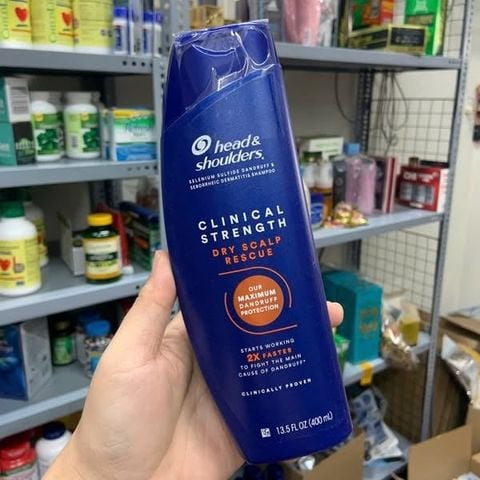 head &
shoulders
SELENIUM SULFIDE DANDRUFF &
SEBORRHEIC DERMATITIS SHAMPOO
CLINICAL
STRENGTH
DRY SCALP
RESCUE
OUR
MAXIMUM
DANDRUFF
PROTECTION
STARTS WORKING
2X FASTER
TO FIGHT THE MAIN
CAUSE OF DANDRUFF*
CLINICALLY PROVEN
13.5 FL OZ (400 mL)